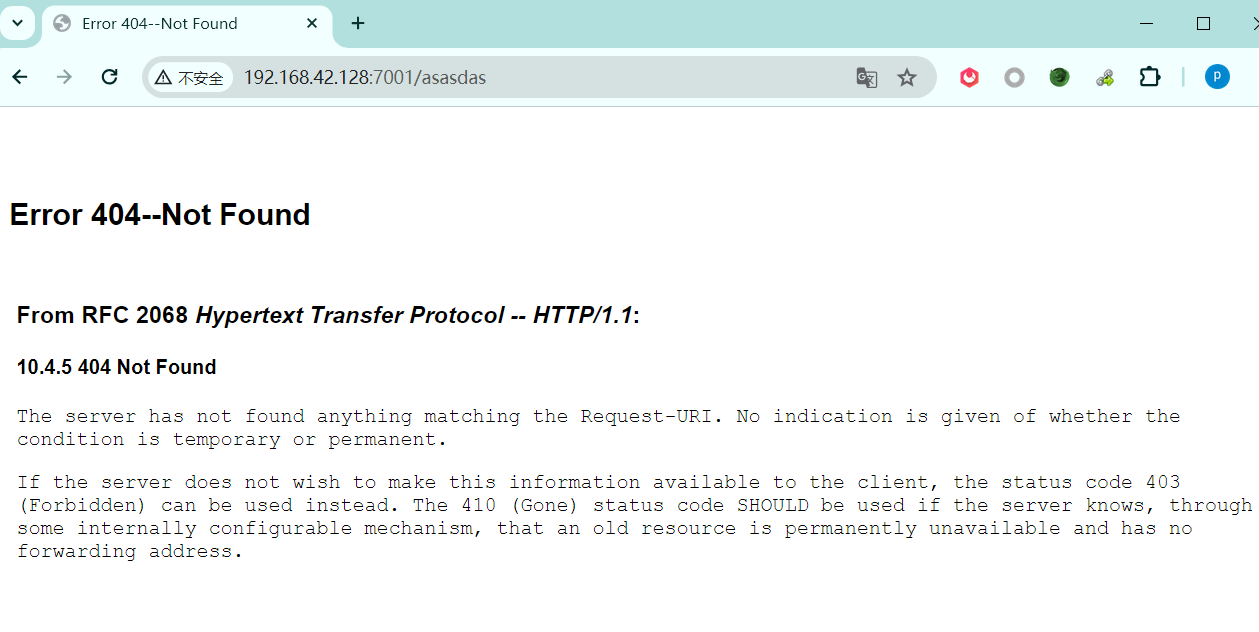 Error 404--Not Found
不安全
192.168.42.128:7001/asasdas
P
Error 404--Not Found
From RFC 2068 Hypertext Transfer Protocol -- HTTP/1.1:
10.4.5 404 Not Found
The server has not found anything matching the Request-URI. No indication is given of whether the
condition is temporary or permanent.
If the server does not wish to make this information available to the client, the status code 403
(Forbidden) can be used instead. The 410 (Gone) status code SHOULD be used if the server knows, through
some internally configurable mechanism, that an old resource is permanently unavailable and has no
forwarding address.